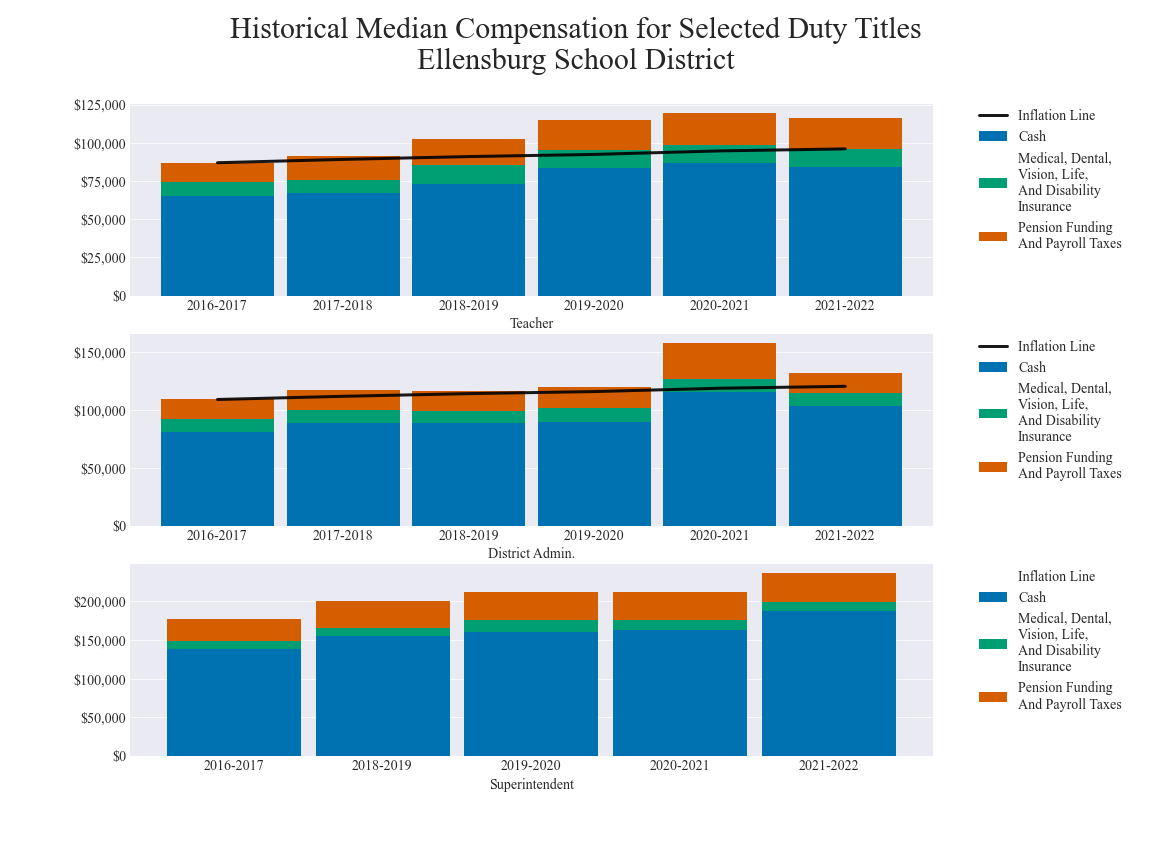 Historical Median Compensation for Selected Duty Titles
Ellensburg School District
$125,000
$100,000
$75,000
$50,000
$25,000
$0
2016-2017
2017-2018
2018-2019
2019-2020
2020-2021
2021-2022
Teacher
Inflation Line
Cash
Medical, Dental,
Vision, Life,
And Disability
Insurance
Pension Funding
And Payroll Taxes
$150,000
$100,000
$50,000
$0
2016-2017
2017-2018
2018-2019
2019-2020
2020-2021
2021-2022
District Admin.
Inflation Line
Cash
Medical, Dental,
Vision, Life,
And Disability
Insurance
Pension Funding
And Payroll Taxes
$200,000
$150,000
$100,000
$50,000
$0
2016-2017
2018-2019
2019-2020
2020-2021
2021-2022
Superintendent
Inflation Line
Cash
Medical, Dental,
Vision, Life,
And Disability
Insurance
Pension Funding
And Payroll Taxes